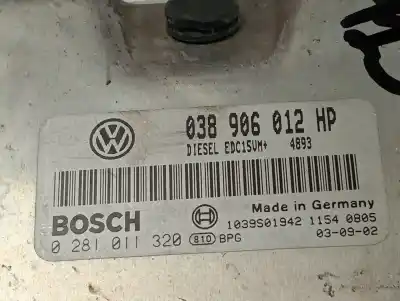 038 906 012 HP
DIESEL EDC15VM+ 4893
Made in Germany
BOSCH
1039S01942 1154 0805
0 281 011 320 810 BPG 03-09-02